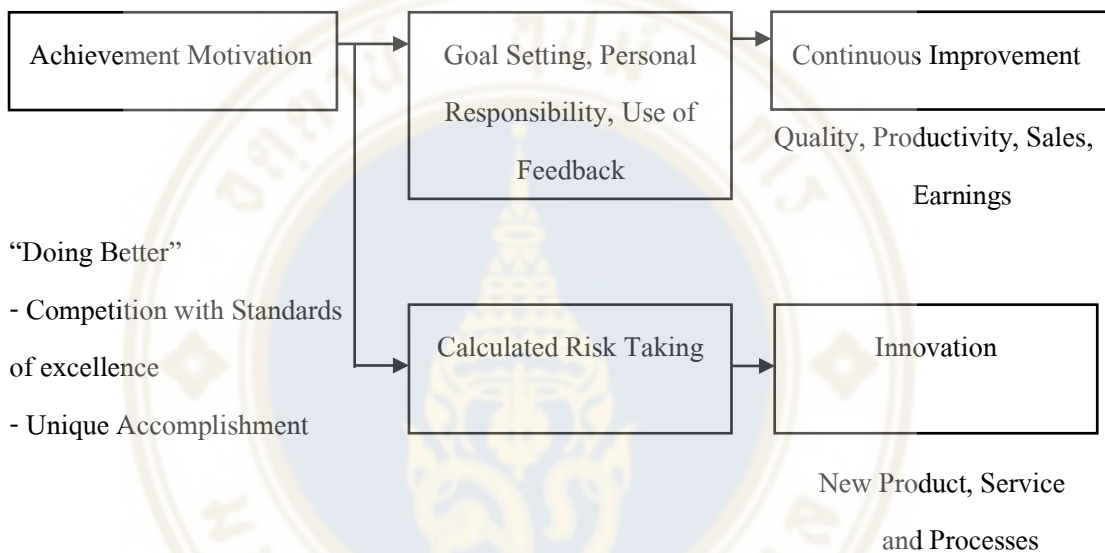 Achievement Motivation
Goal Setting, Personal
Responsibility, Use of
Feedback
Continuous Improvement
Quality, Productivity, Sales,
Earnings
“Doing Better”
- Competition with Standards
of excellence
- Unique Accomplishment
Calculated Risk Taking
Innovation
New Product, Service
and Processes